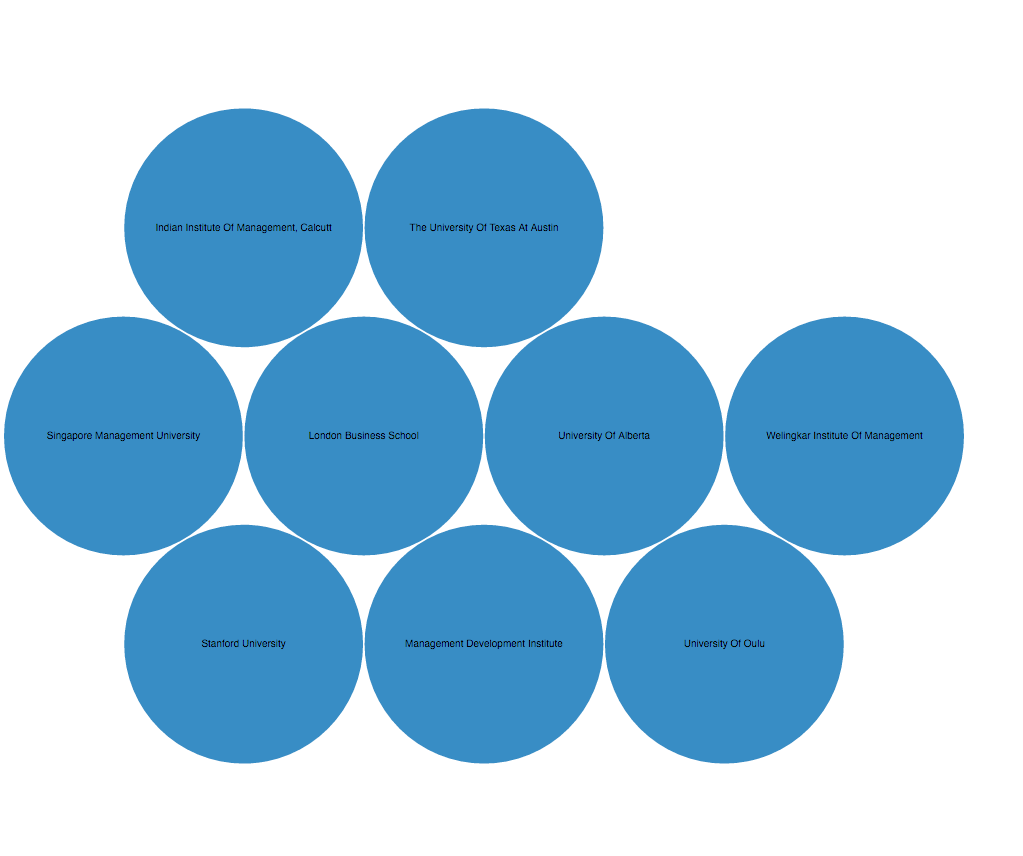 Indian Institute Of Management, Calcutt
The University Of Texas At Austin
Singapore Management University
London Business School
University Of Alberta
Welingkar Institute Of Management
Stanford University
Management Development Institute
University Of Oulu